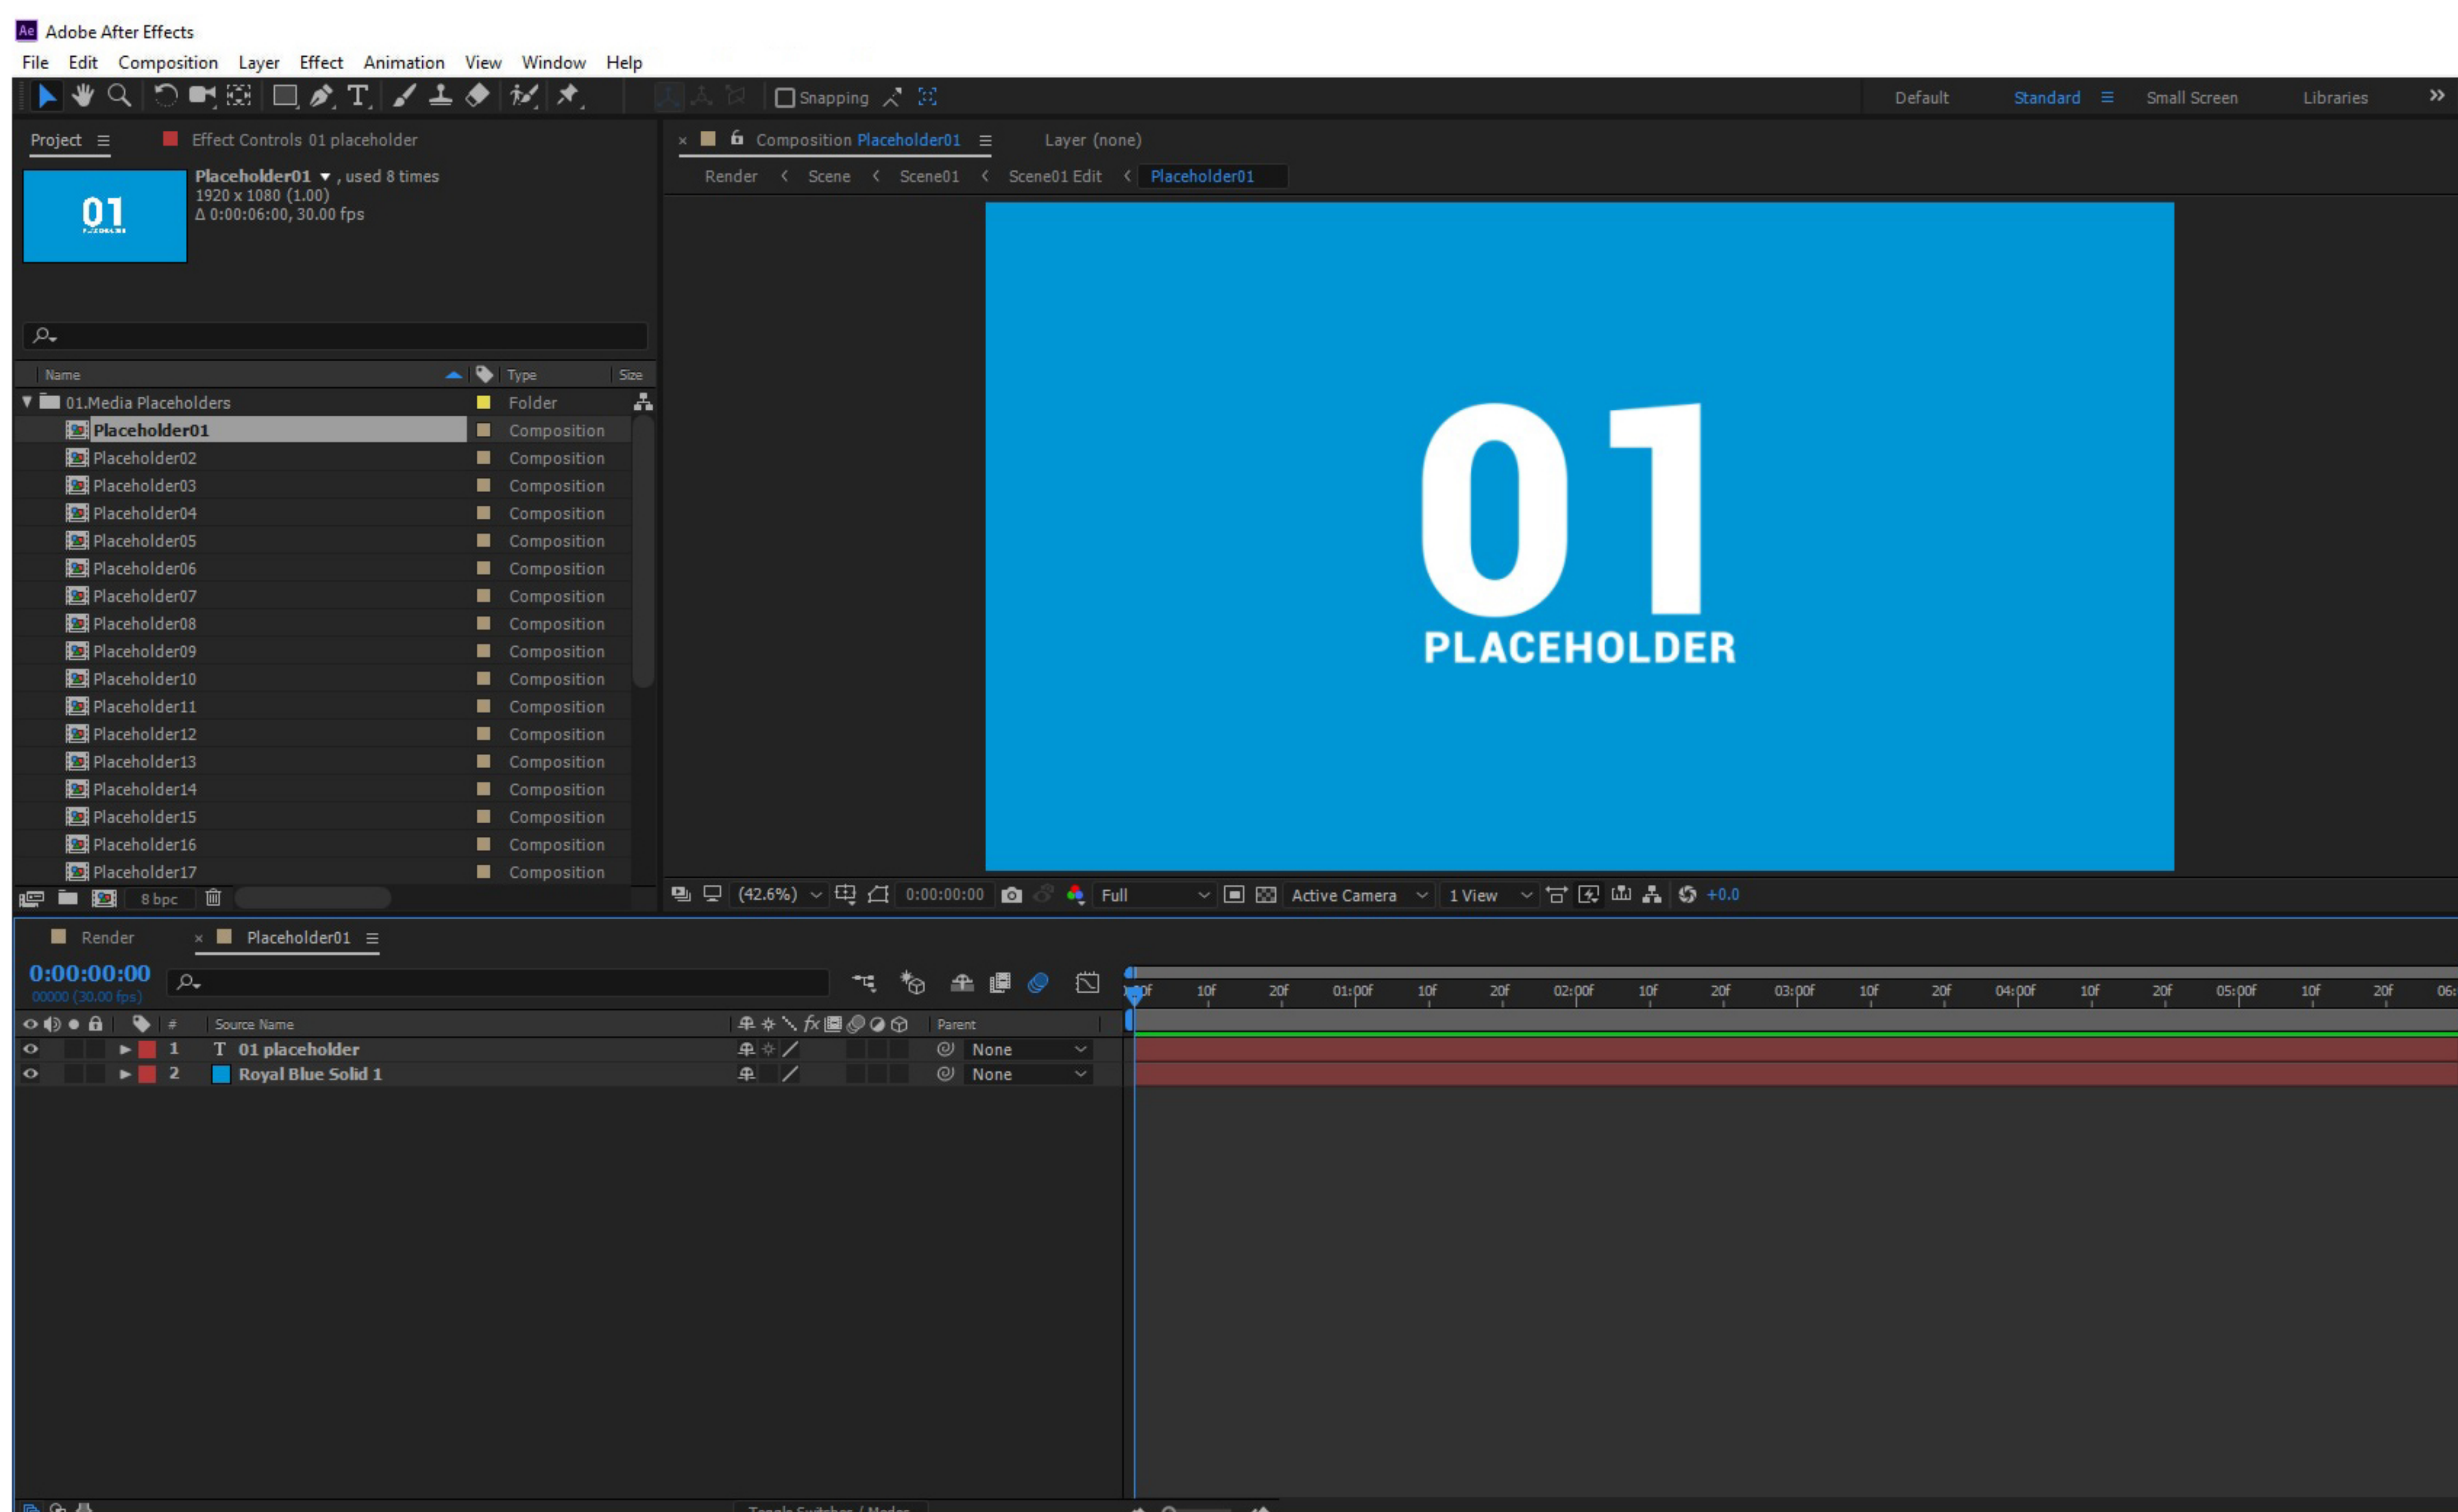 Ae Adobe After Effects
File Edit Composition Layer Effect Animation View Window Help
Snapping Default Standard Small Screen Libraries
Project Effect Controls 01 placeholder
Composition Placeholder01 Layer (none)
Placeholder01 , used 8 times
1920 x 1080 (1.00)
Δ 0:00:06:00, 30.00 fps
Render Scene Scene01 Scene01 Edit Placeholder01
01
PLACEHOLDER
Name Type Size
01.Media Placeholders Folder
Placeholder01 Composition
Placeholder02 Composition
Placeholder03 Composition
Placeholder04 Composition
Placeholder05 Composition
Placeholder06 Composition
Placeholder07 Composition
Placeholder08 Composition
Placeholder09 Composition
Placeholder10 Composition
Placeholder11 Composition
Placeholder12 Composition
Placeholder13 Composition
Placeholder14 Composition
Placeholder15 Composition
Placeholder16 Composition
Placeholder17 Composition
8 bpc
01
PLACEHOLDER
(42.6%) 0:00:00:00 Full Active Camera 1 View +0.0
Render Placeholder01
0:00:00:00
00000 (30.00 fps)
10f 20f 01:00f 10f 20f 02:00f 10f 20f 03:00f 10f 20f 04:00f 10f 20f 05:00f 10f 20f 06:
# Source Name fx Parent
1 T 01 placeholder None
2 Royal Blue Solid 1 None
Toggle Switches / Modes